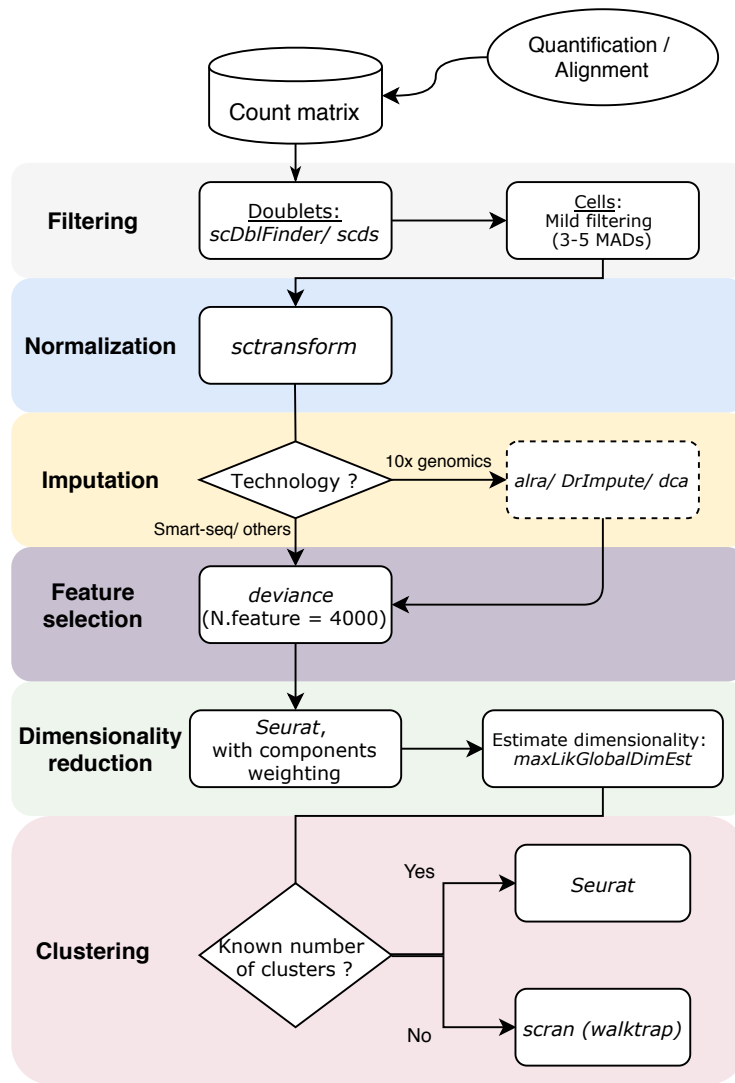 Quantification /
Alignment
Count matrix
Filtering
Doublets:
scDblFinder/ scds
Cells:
Mild filtering
(3-5 MADs)
Normalization
sctransform
Imputation
Technology ?
10x genomics
alra/ DrImpute/ dca
Smart-seq/ others
Feature
selection
deviance
(N.feature = 4000)
Dimensionality
reduction
Seurat,
with components
weighting
Estimate dimensionality:
maxLikGlobalDimEst
Clustering
Known number
of clusters ?
Yes
Seurat
No
scran (walktrap)